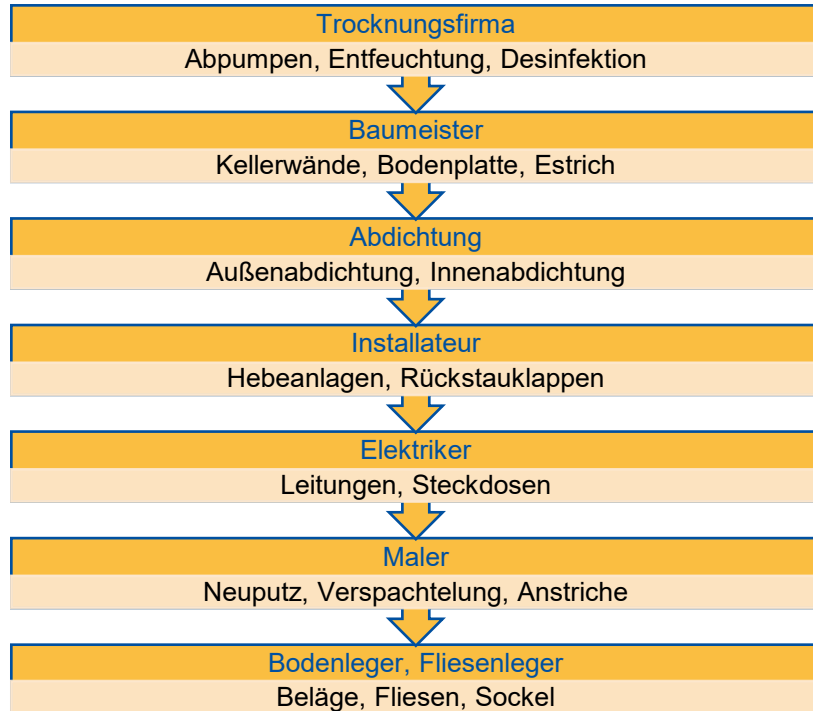 Trocknungsfirma
Abpumpen, Entfeuchtung, Desinfektion
Baumeister
Kellerwände, Bodenplatte, Estrich
Abdichtung
Außenabdichtung, Innenabdichtung
Installateur
Hebeanlagen, Rückstauklappen
Elektriker
Leitungen, Steckdosen
Maler
Neuputz, Verspachtelung, Anstriche
Bodenleger, Fliesenleger
Beläge, Fliesen, Sockel